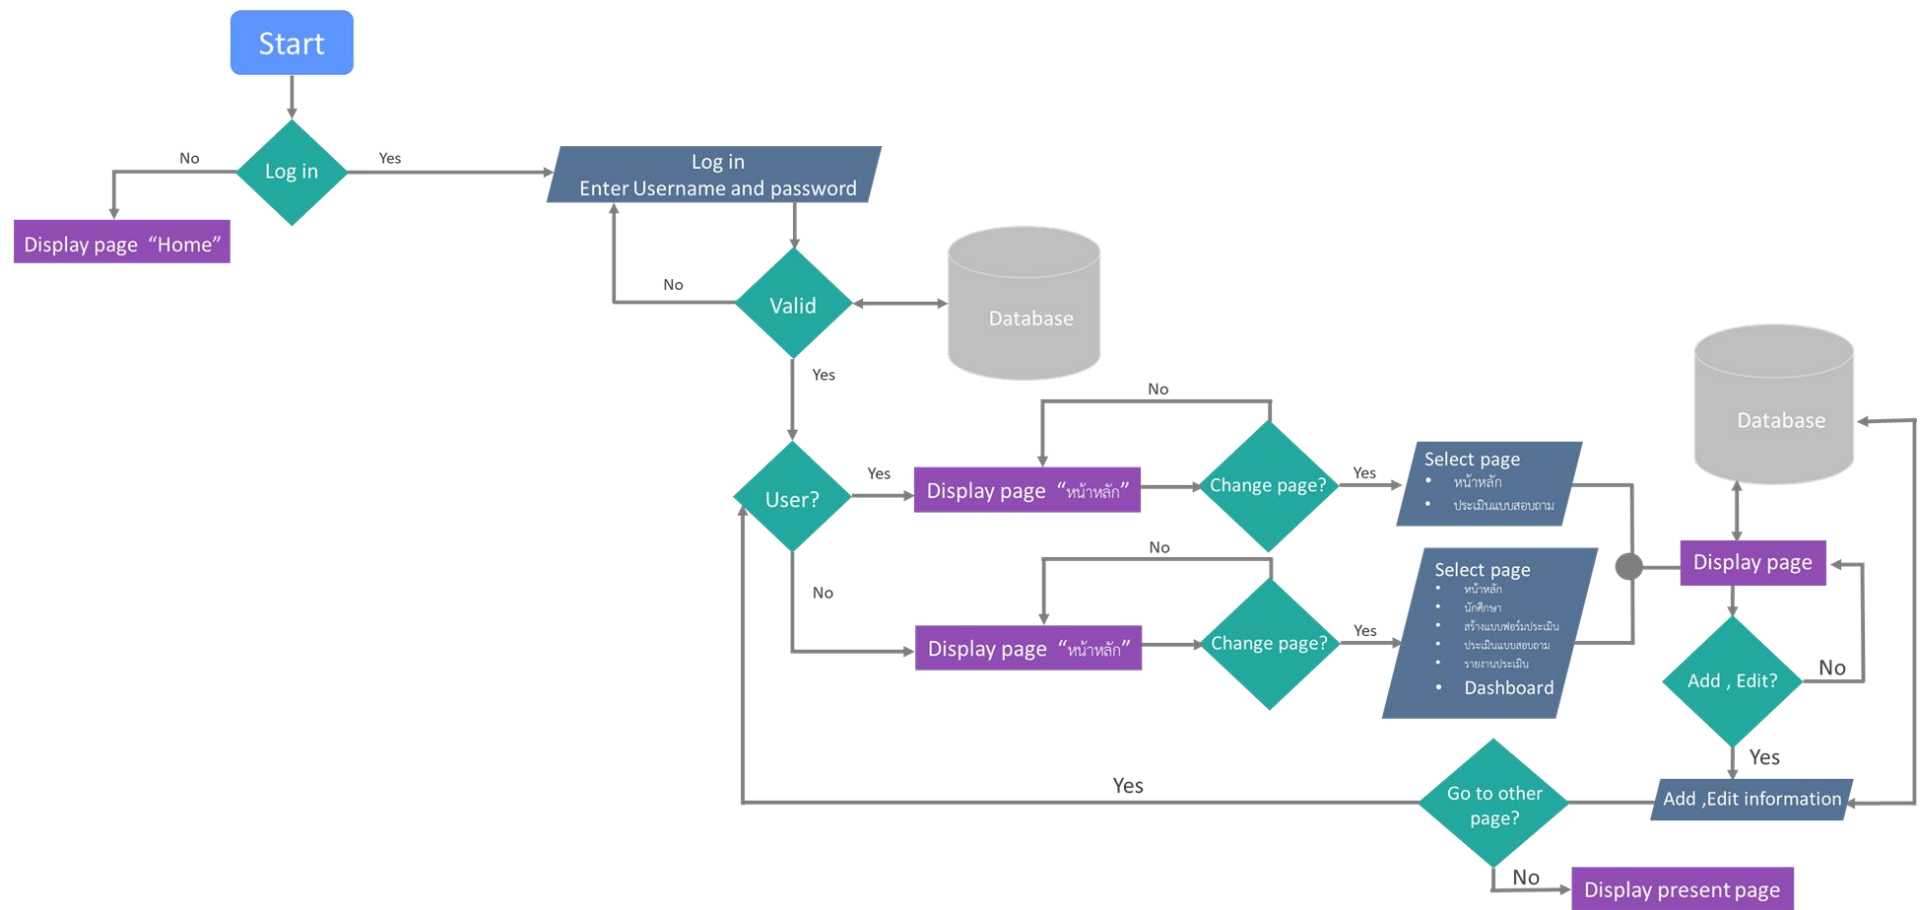 Start
Log in
No
Yes
Display page “Home”
Log in
Enter Username and password
No
Valid
Database
Yes
User?
Yes
Display page “หน้าหลัก”
No
Change page?
Yes
Select page
• หน้าหลัก
• ประเมินแบบสอบถาม
No
Display page “หน้าหลัก”
No
Change page?
Yes
Select page
• หน้าหลัก
• นักศึกษา
• สร้างแบบฟอร์มประเมิน
• ประเมินแบบสอบถาม
• รายงานประเมิน
• Dashboard
Database
Display page
Add , Edit?
No
Yes
Add ,Edit information
Go to other
page?
Yes
No
Display present page